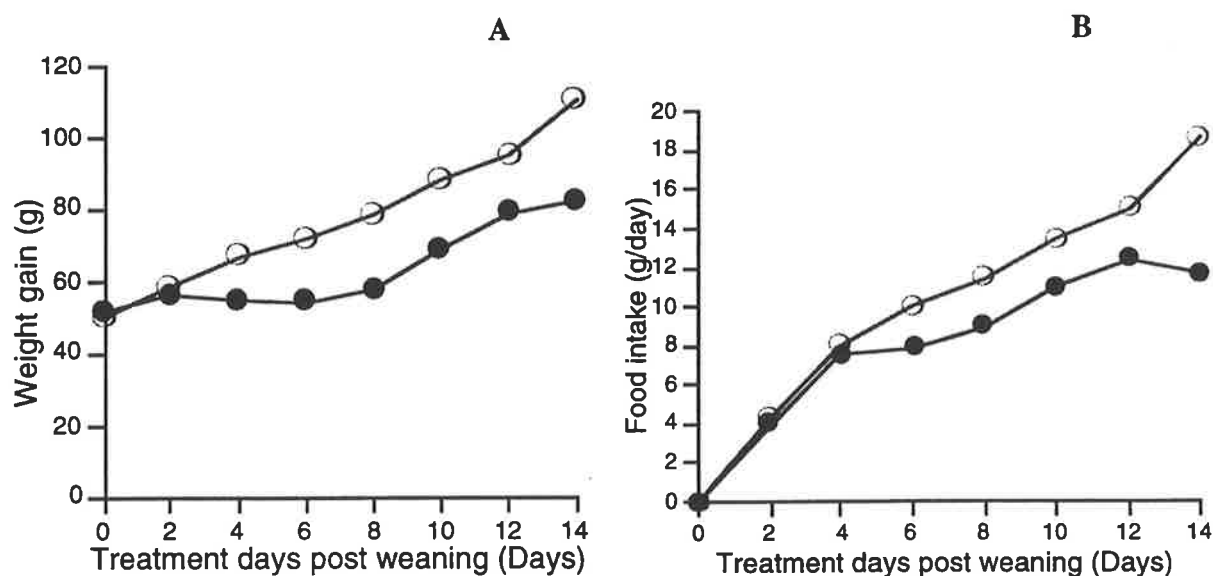 A
120
100
80
60
40
20
0
Weight gain (g)
0 2 4 6 8 10 12 14
Treatment days post weaning (Days)
B
20
18
16
14
12
10
8
6
4
2
0
Food intake (g/day)
0 2 4 6 8 10 12 14
Treatment days post weaning (Days)